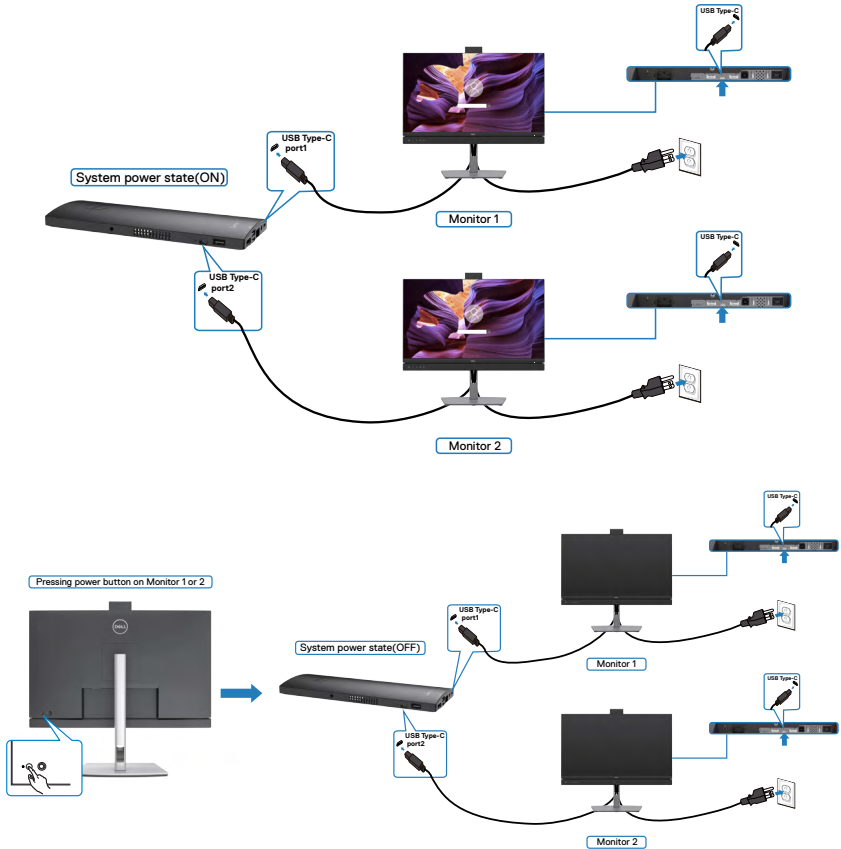 USB Type-C
USB Type-C
port1
System power state(ON)
Monitor 1
USB Type-C
USB Type-C
port2
Monitor 2
USB Type-C
Pressing power button on Monitor 1 or 2
USB Type-C
port1
DELL
System power state(OFF)
Monitor 1
USB Type-C
USB Type-C
port2
Monitor 2